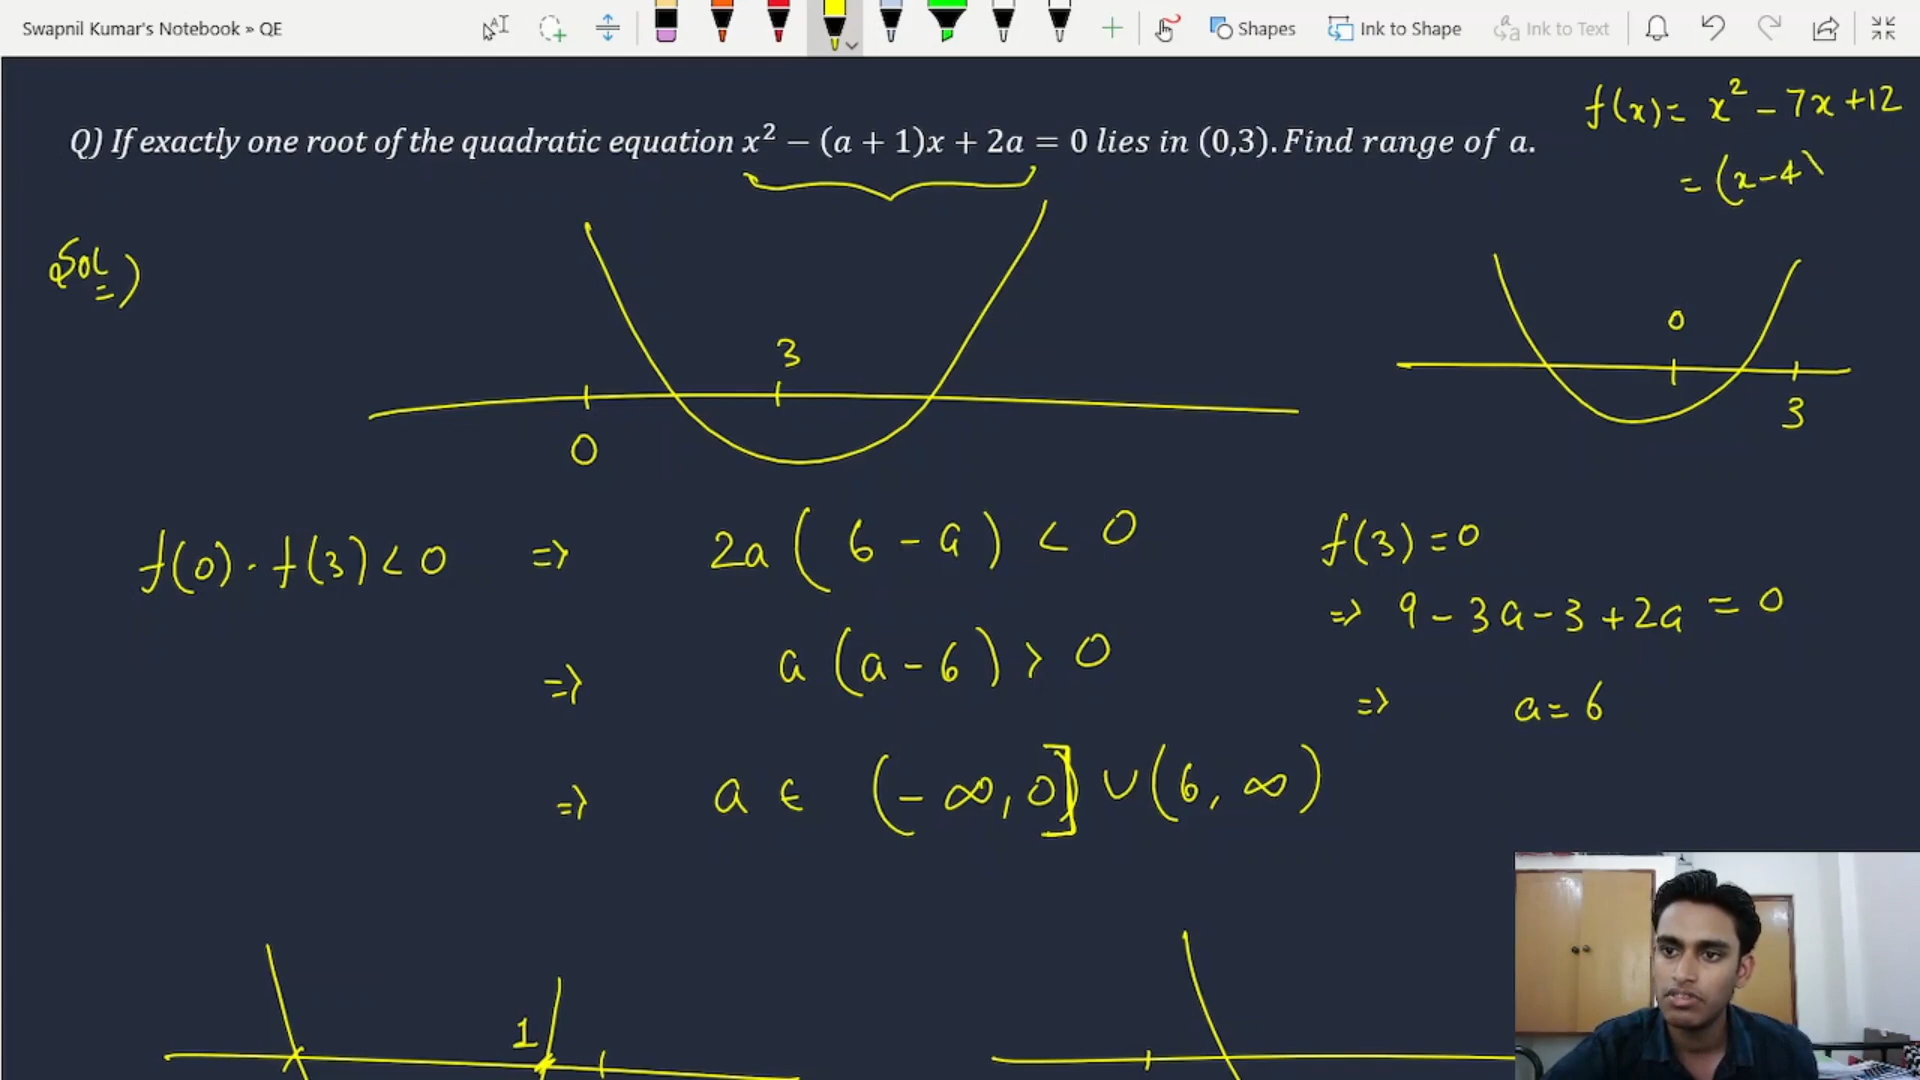 Swapnil Kumar's Notebook » QE
Shapes
Ink to Shape
Ink to Text
f(x) = x² - 7x + 12
= (x-4)
Q) If exactly one root of the quadratic equation x² − (a + 1)x + 2a = 0 lies in (0,3). Find range of a.
Sol)
3
0
0
3
f(0) · f(3) < 0 ⇒ 2a(6 - a) < 0
⇒ a(a - 6) > 0
⇒ a ∈ (-∞, 0] ∪ (6, ∞)
f(3) = 0
⇒ 9 - 3a - 3 + 2a = 0
⇒ a = 6
1